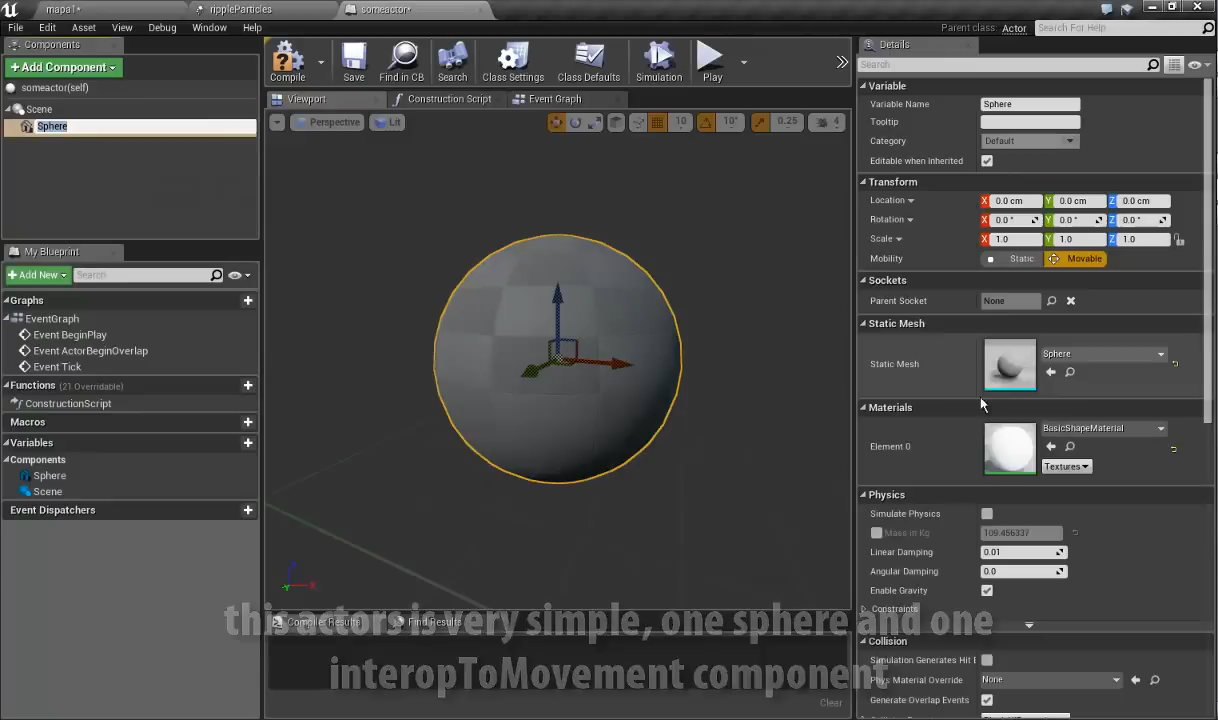 mapa1*
rippleParticles
someactor*
File Edit Asset View Debug Window Help
Parent class: Actor
Search For Help
Components
+Add Component
someactor(self)
Scene
Sphere
My Blueprint
+Add New
Search
Graphs
EventGraph
Event BeginPlay
Event ActorBeginOverlap
Event Tick
Functions (21 Overridable)
ConstructionScript
Macros
Variables
Components
Sphere
Scene
Event Dispatchers
Compile
Save
Find in CB
Search
Class Settings
Class Defaults
Simulation
Play
Viewport
Construction Script
Event Graph
Perspective
Lit
10
10°
0.25
4
Compiler Results
Find Results
Clear
Details
Search
Variable
Variable Name Sphere
Tooltip
Category Default
Editable when Inherited
Transform
Location X 0.0 cm Y 0.0 cm Z 0.0 cm
Rotation X 0.0 ° Y 0.0 ° Z 0.0 °
Scale X 1.0 Y 1.0 Z 1.0
Mobility Static Movable
Sockets
Parent Socket None
Static Mesh
Static Mesh Sphere
Materials
Element 0 BasicShapeMaterial
Textures
Physics
Simulate Physics
Mass in Kg 109.456337
Linear Damping 0.01
Angular Damping 0.0
Enable Gravity
Constraints
Collision
Simulation Generates Hit E
Phys Material Override None
Generate Overlap Events
this actors is very simple, one sphere and one
interopToMovement component